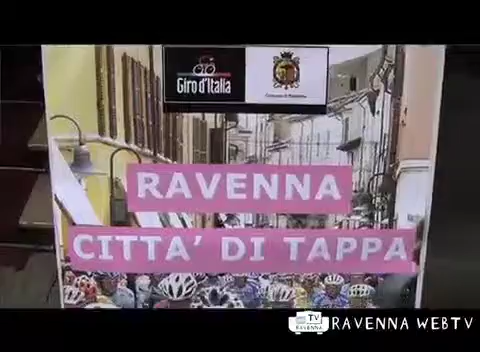 Giro d'Italia
RAVENNA
CITTA' DI TAPPA
TV
RAVENNA
RAVENNA WEBTV